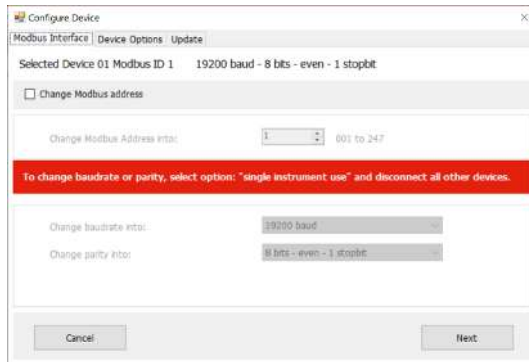 Configure Device
Modbus Interface Device Options Update
Selected Device 01 Modbus ID 1 19200 baud - 8 bits - even - 1 stopbit
Change Modbus address
Change Modbus Address into: 1 001 to 247
To change baudrate or parity, select option: "single instrument use" and disconnect all other devices.
Change baudrate into: 19200 baud
Change parity into: 8 bits - even - 1 stopbit
Cancel Next